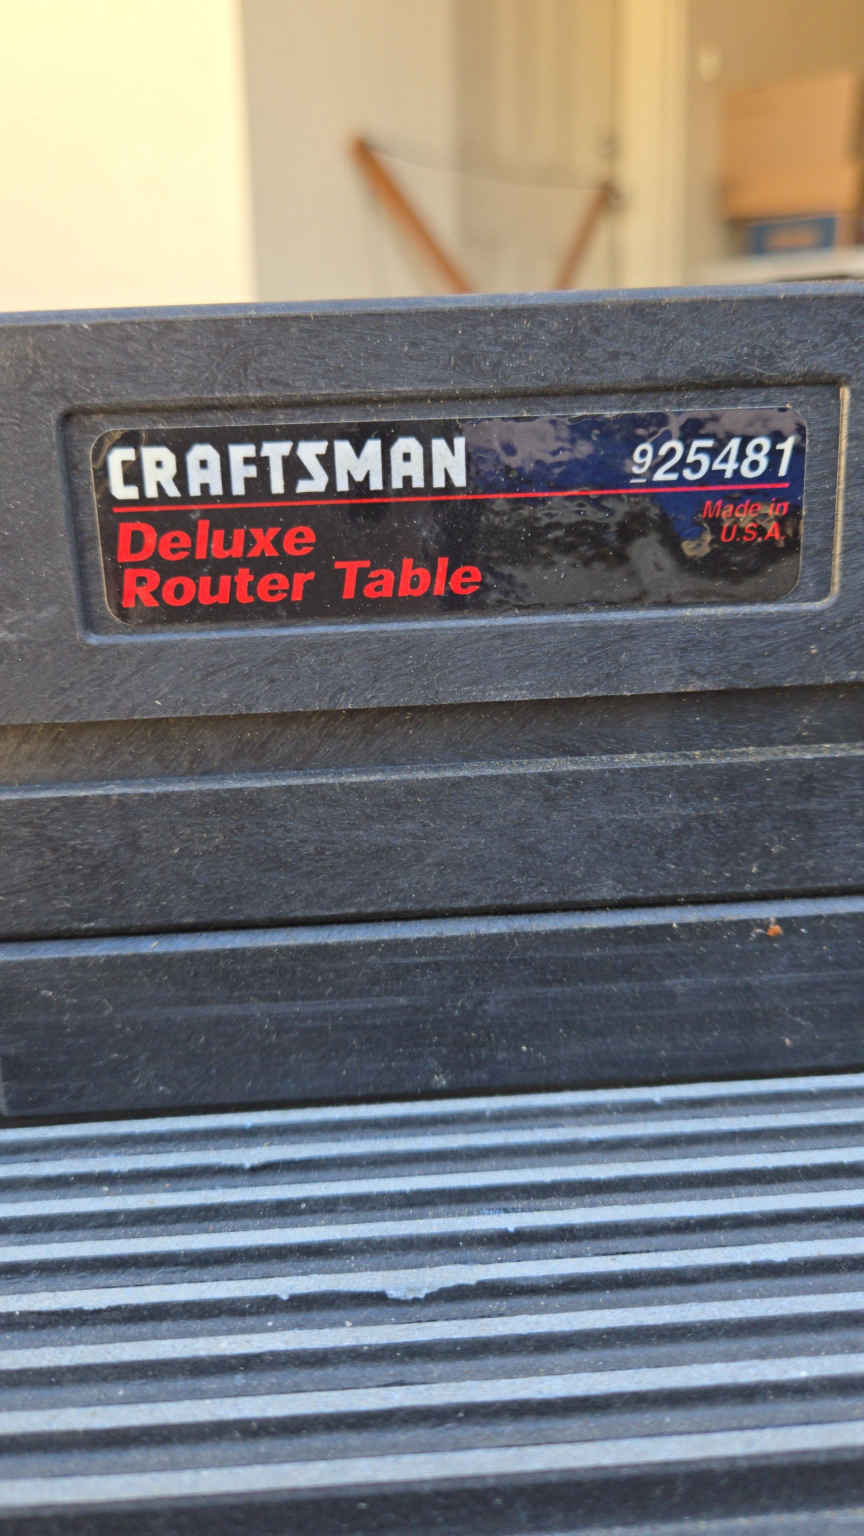 CRAFTSMAN 925481
Made in
U.S.A.
Deluxe
Router Table